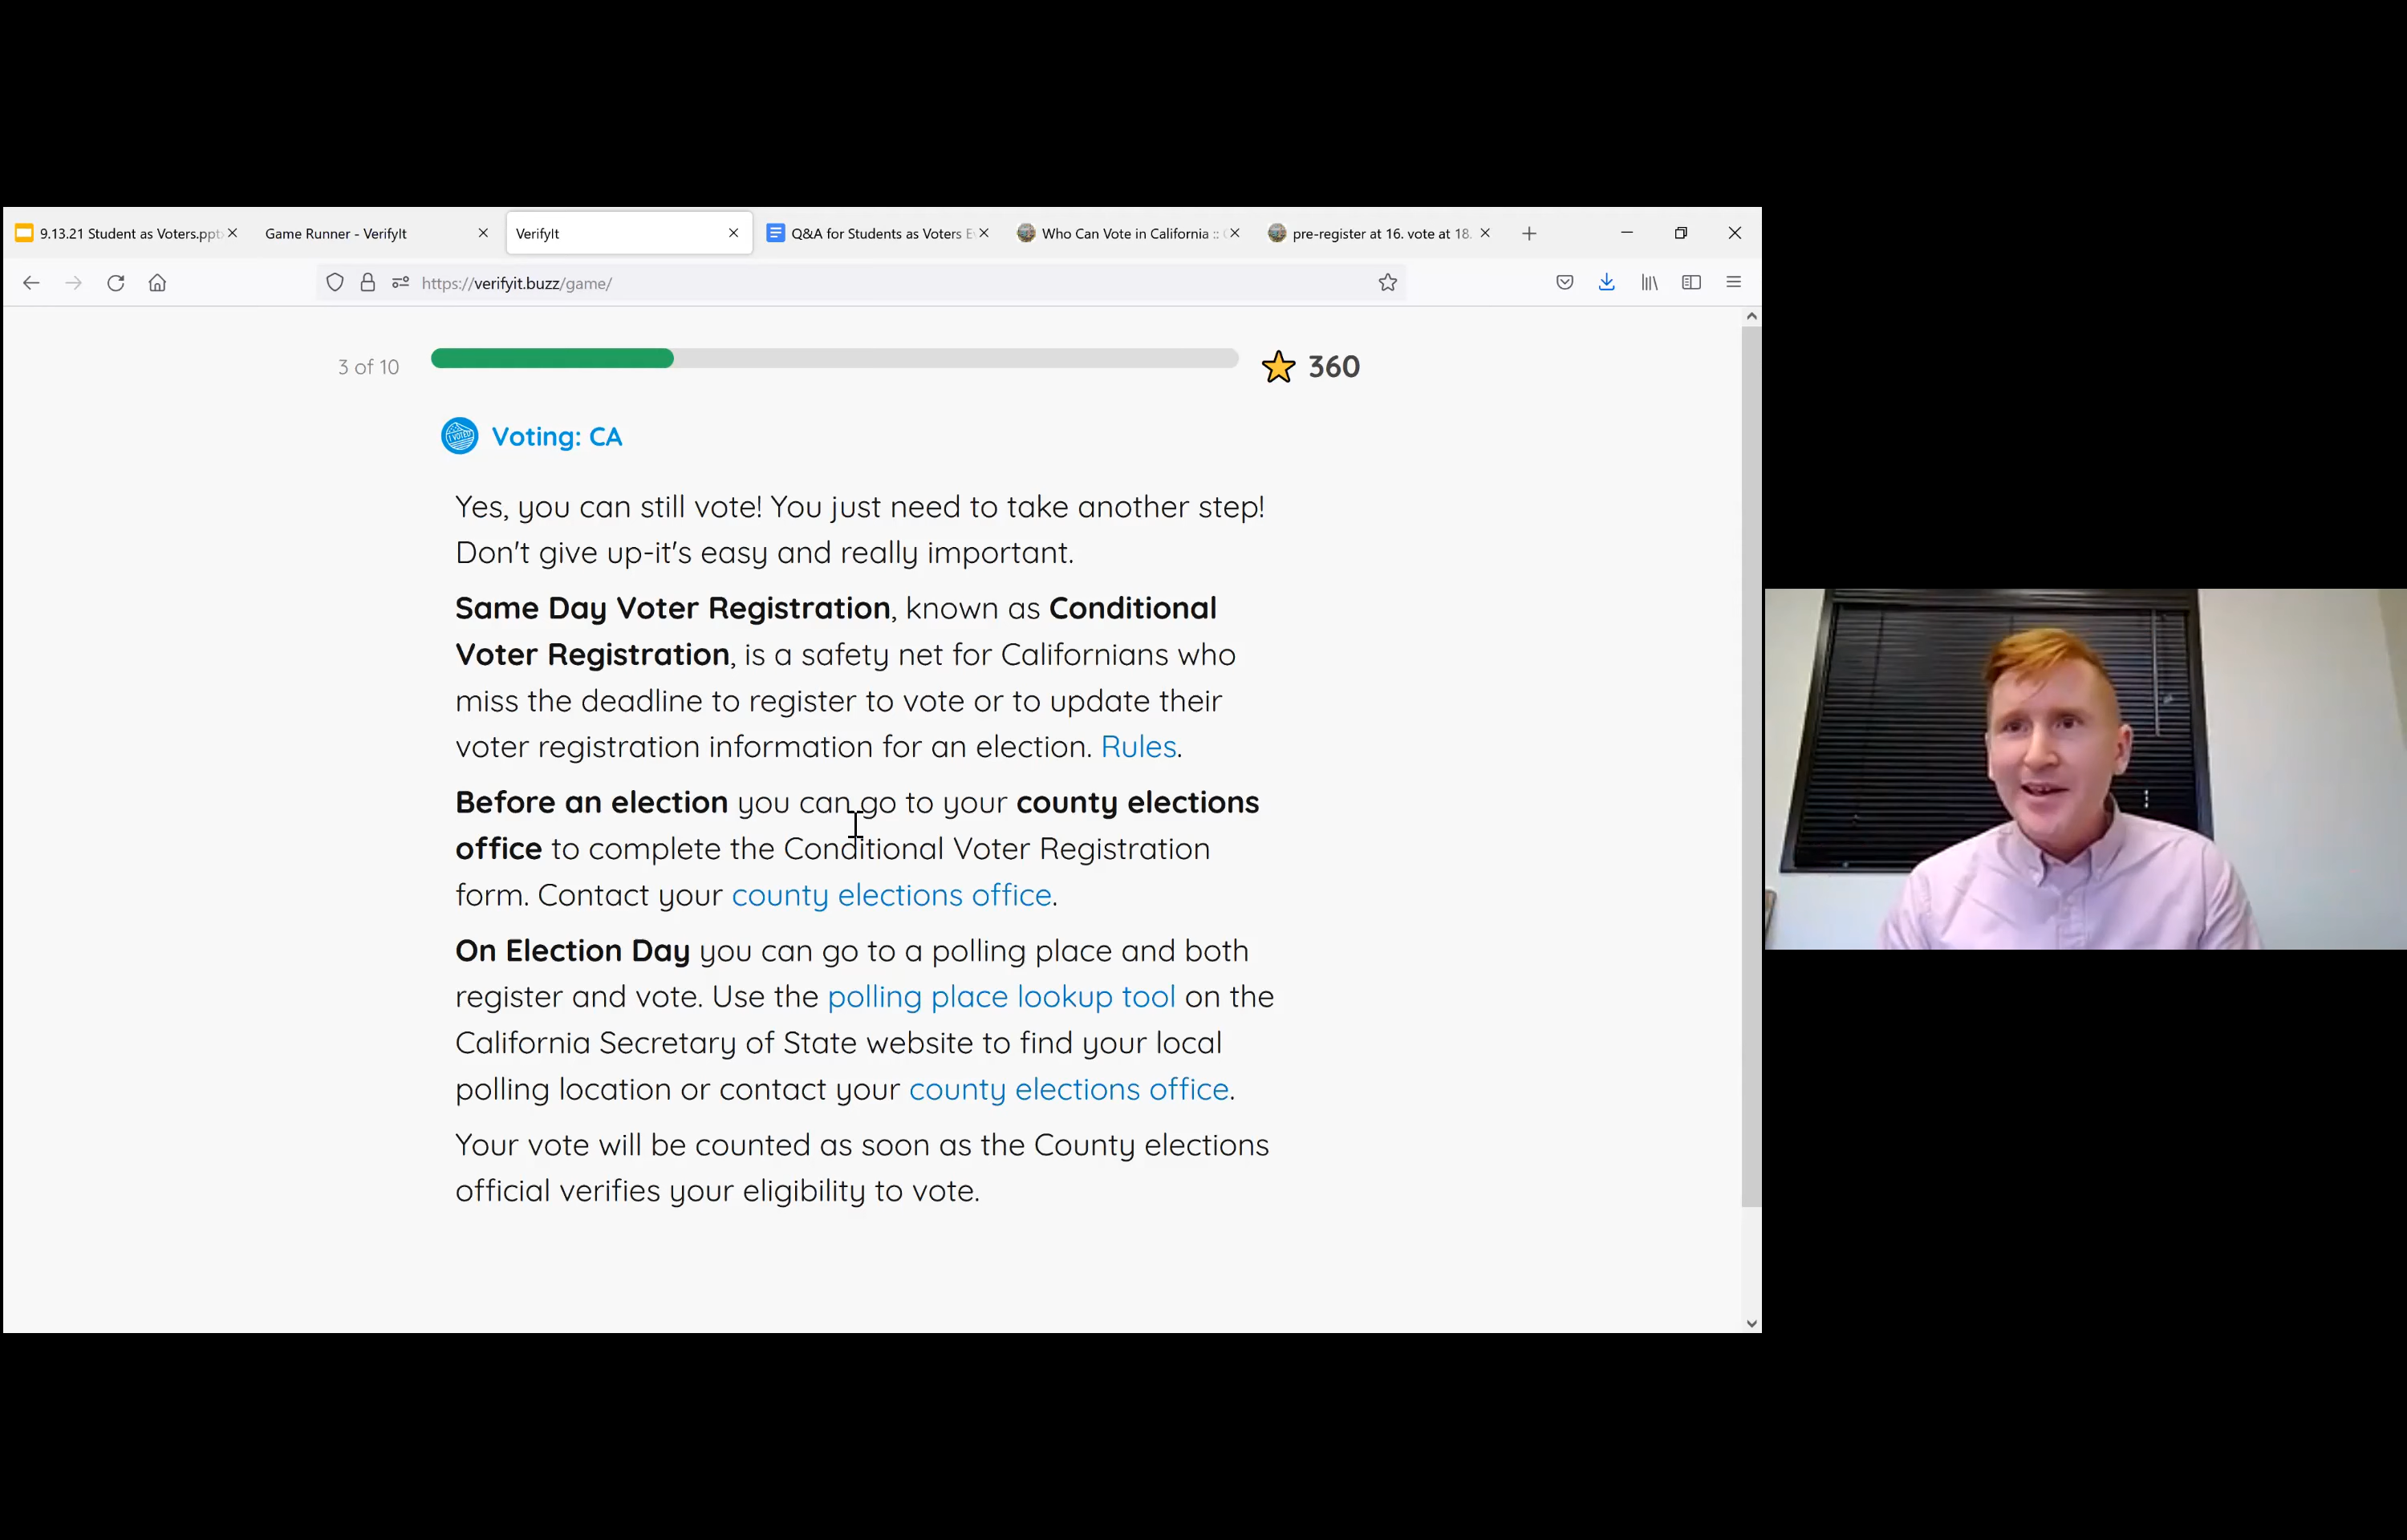 9.13.21 Student as Voters.pptx
Game Runner - VerifyIt
VerifyIt
Q&A for Students as Voters E
Who Can Vote in California ::
pre-register at 16. vote at 18.
https://verifyit.buzz/game/
3 of 10
360
I VOTED
Voting: CA
Yes, you can still vote! You just need to take another step!
Don't give up-it's easy and really important.
Same Day Voter Registration, known as Conditional
Voter Registration, is a safety net for Californians who
miss the deadline to register to vote or to update their
voter registration information for an election. Rules.
Before an election you can go to your county elections
office to complete the Conditional Voter Registration
form. Contact your county elections office.
On Election Day you can go to a polling place and both
register and vote. Use the polling place lookup tool on the
California Secretary of State website to find your local
polling location or contact your county elections office.
Your vote will be counted as soon as the County elections
official verifies your eligibility to vote.